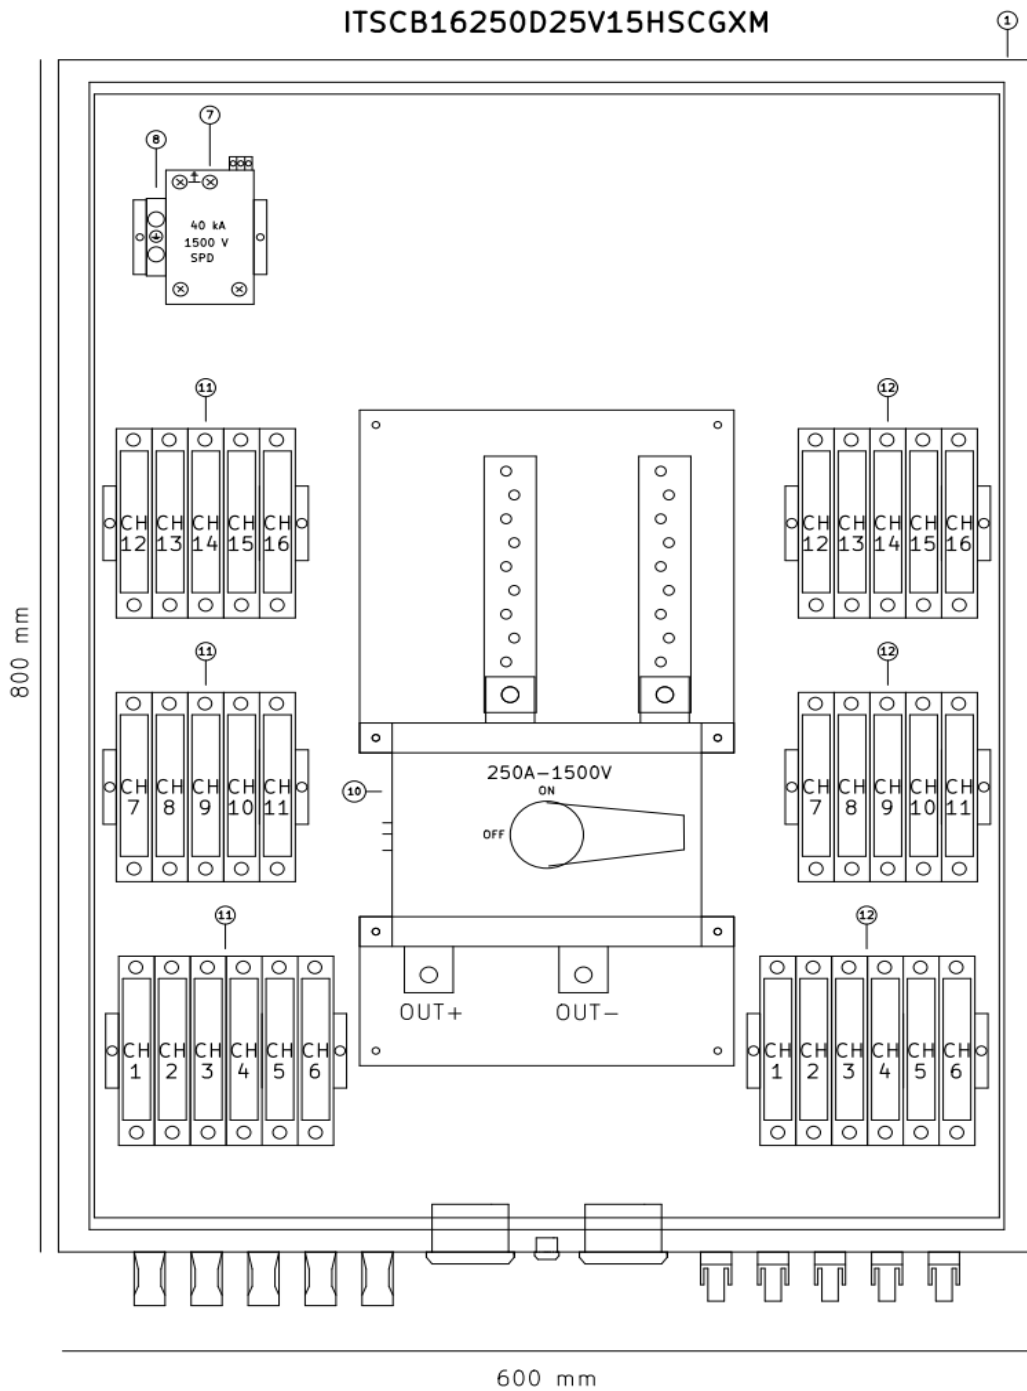 ITSCB16250D25V15HSCGXM
1
7
8
40 kA
1500 V
SPD
11
12
CH 12 CH 13 CH 14 CH 15 CH 16
CH 12 CH 13 CH 14 CH 15 CH 16
800 mm
11
12
CH 7 CH 8 CH 9 CH 10 CH 11
CH 7 CH 8 CH 9 CH 10 CH 11
10
250A-1500V
ON
OFF
11
12
CH 1 CH 2 CH 3 CH 4 CH 5 CH 6
OUT+
OUT-
CH 1 CH 2 CH 3 CH 4 CH 5 CH 6
600 mm